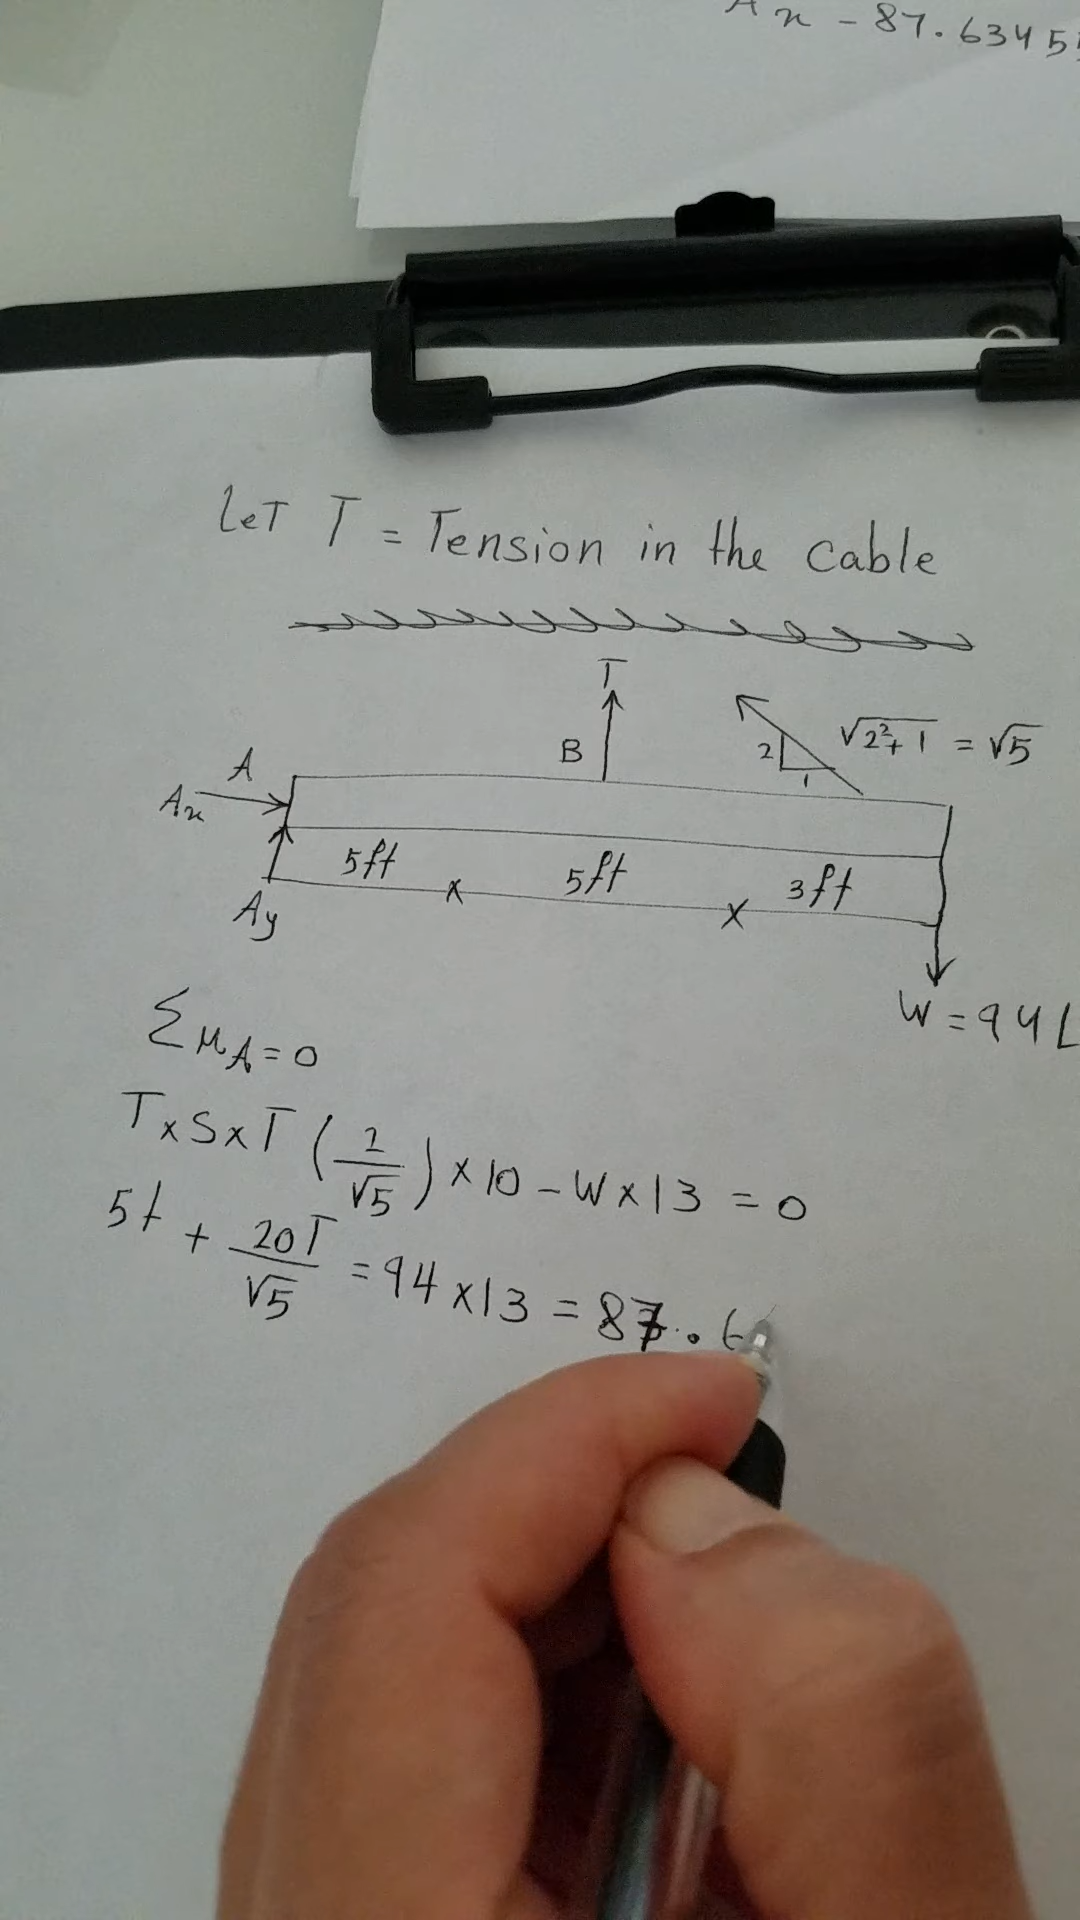 Ax - 87.6345
LeT T = Tension in the cable
T
B
2
1
√2²+1 = √5
A
Ax
5ft
5ft
3ft
Ay
W = 94 L
ΣMA=0
TxSxT (2/√5) x 10 - W x 13 = 0
5t + 20T/√5 = 94 x 13 = 87.6